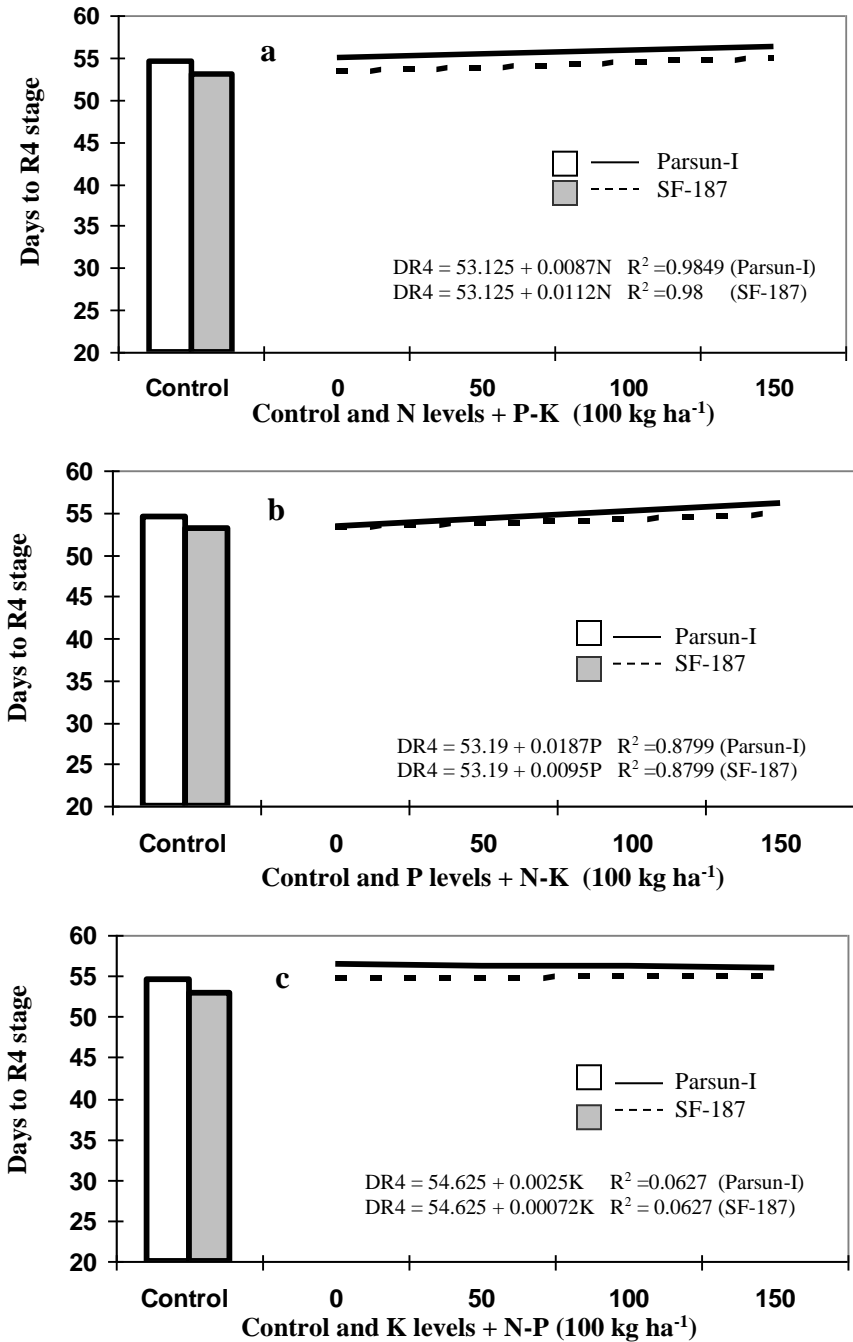 60
55
50
45
40
35
30
25
20
Days to R4 stage
a
Parsun-I
SF-187
DR4 = 53.125 + 0.0087N R² =0.9849 (Parsun-I)
DR4 = 53.125 + 0.0112N R² =0.98 (SF-187)
Control 0 50 100 150
Control and N levels + P-K (100 kg ha⁻¹)
60
55
50
45
40
35
30
25
20
Days to R4 stage
b
Parsun-I
SF-187
DR4 = 53.19 + 0.0187P R² =0.8799 (Parsun-I)
DR4 = 53.19 + 0.0095P R² =0.8799 (SF-187)
Control 0 50 100 150
Control and P levels + N-K (100 kg ha⁻¹)
60
55
50
45
40
35
30
25
20
Days to R4 stage
c
Parsun-I
SF-187
DR4 = 54.625 + 0.0025K R² =0.0627 (Parsun-I)
DR4 = 54.625 + 0.00072K R² = 0.0627 (SF-187)
Control 0 50 100 150
Control and K levels + N-P (100 kg ha⁻¹)